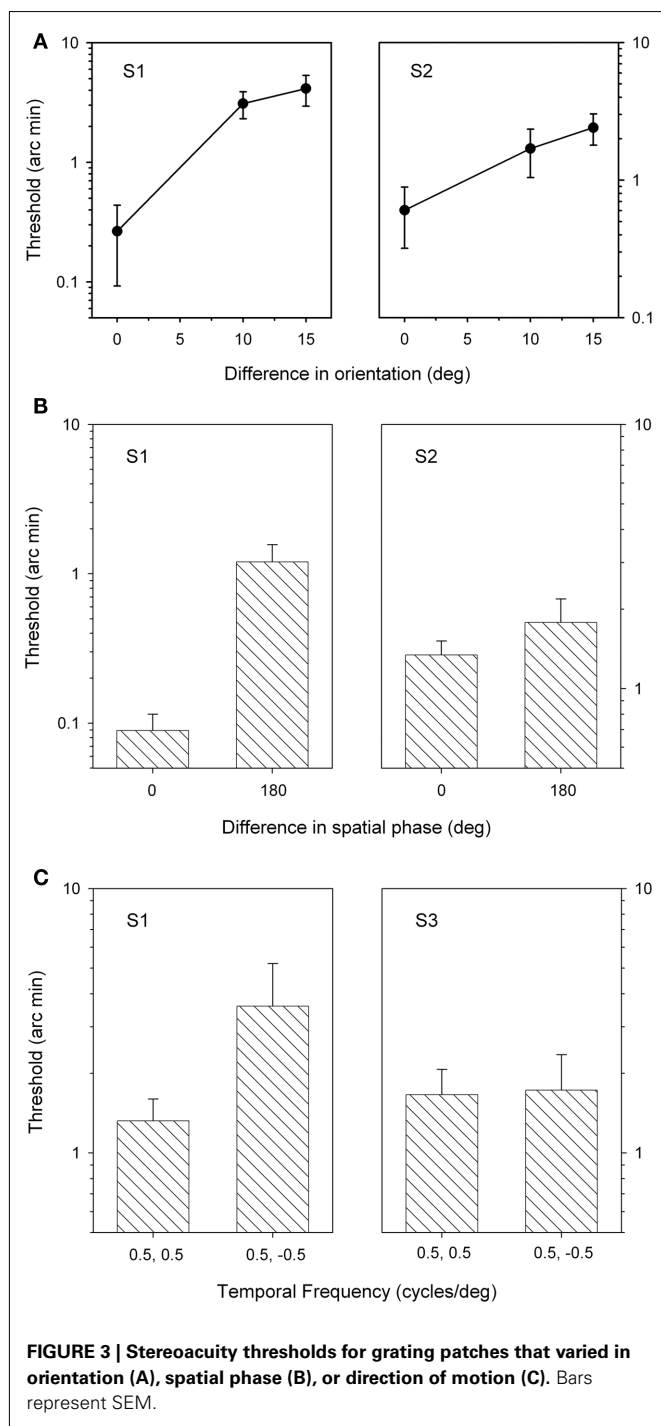 A
10
1
0.1
S1
S2
10
1
0.1
Threshold (arc min)
0 5 10 15
0 5 10 15
Difference in orientation (deg)
B
10
1
0.1
S1
S2
10
1
Threshold (arc min)
0 180
0 180
Difference in spatial phase (deg)
C
10
1
S1
S3
10
1
Threshold (arc min)
0.5, 0.5 0.5, -0.5
0.5, 0.5 0.5, -0.5
Temporal Frequency (cycles/deg)
FIGURE 3 | Stereoacuity thresholds for grating patches that varied in
orientation (A), spatial phase (B), or direction of motion (C). Bars
represent SEM.